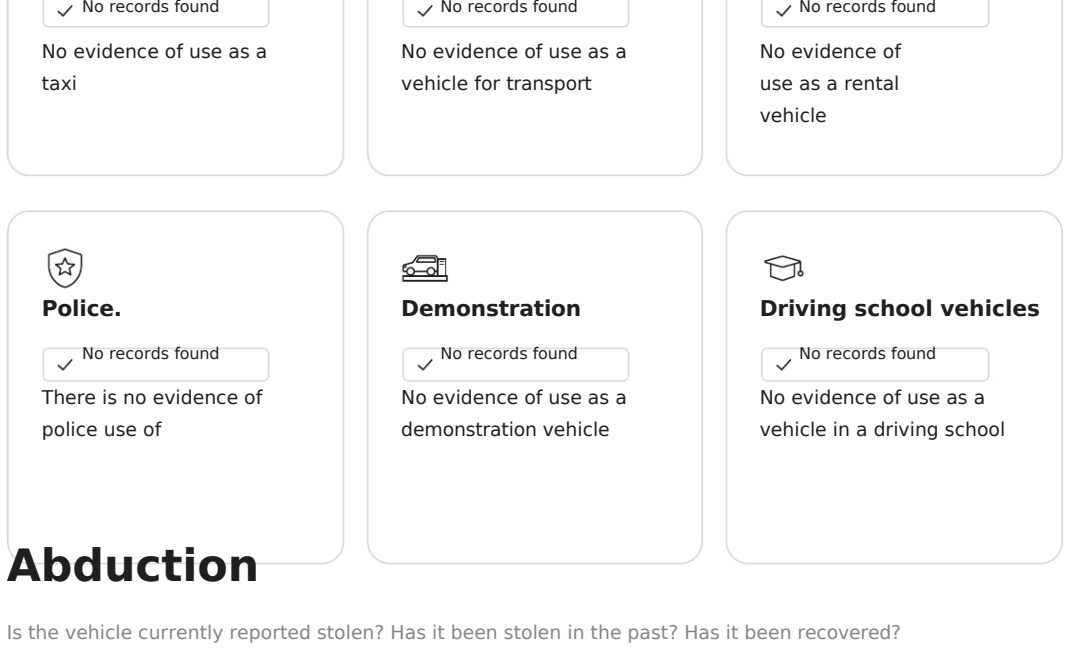 No records found
No evidence of use as a
taxi
No records found
No evidence of use as a
vehicle for transport
No records found
No evidence of
use as a rental
vehicle
Police.
No records found
There is no evidence of
police use of
Demonstration
No records found
No evidence of use as a
demonstration vehicle
Driving school vehicles
No records found
No evidence of use as a
vehicle in a driving school
Abduction
Is the vehicle currently reported stolen? Has it been stolen in the past? Has it been recovered?